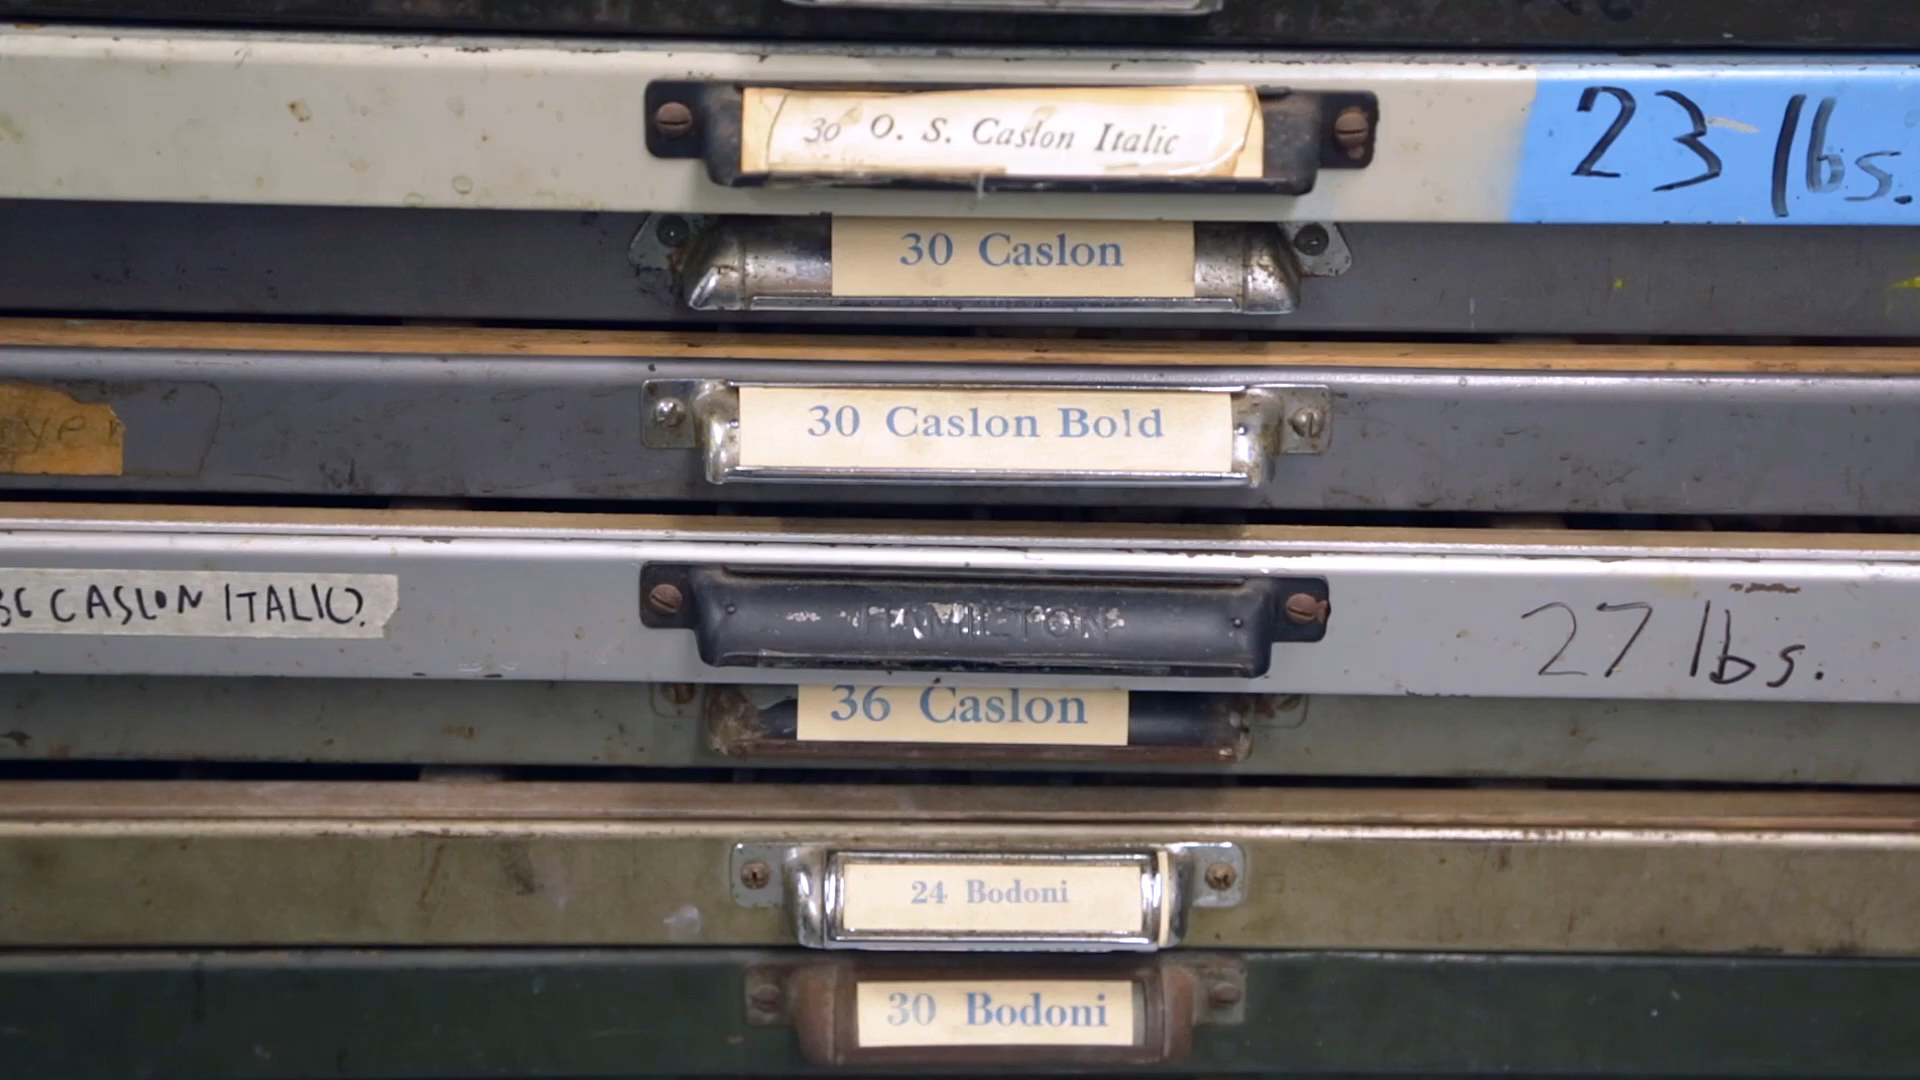 30 O. S. Caslon Italic
23 lbs.
30 Caslon
30 Caslon Bold
36 CASLON ITALIC?
HAMILTON
27 lbs.
36 Caslon
24 Bodoni
30 Bodoni